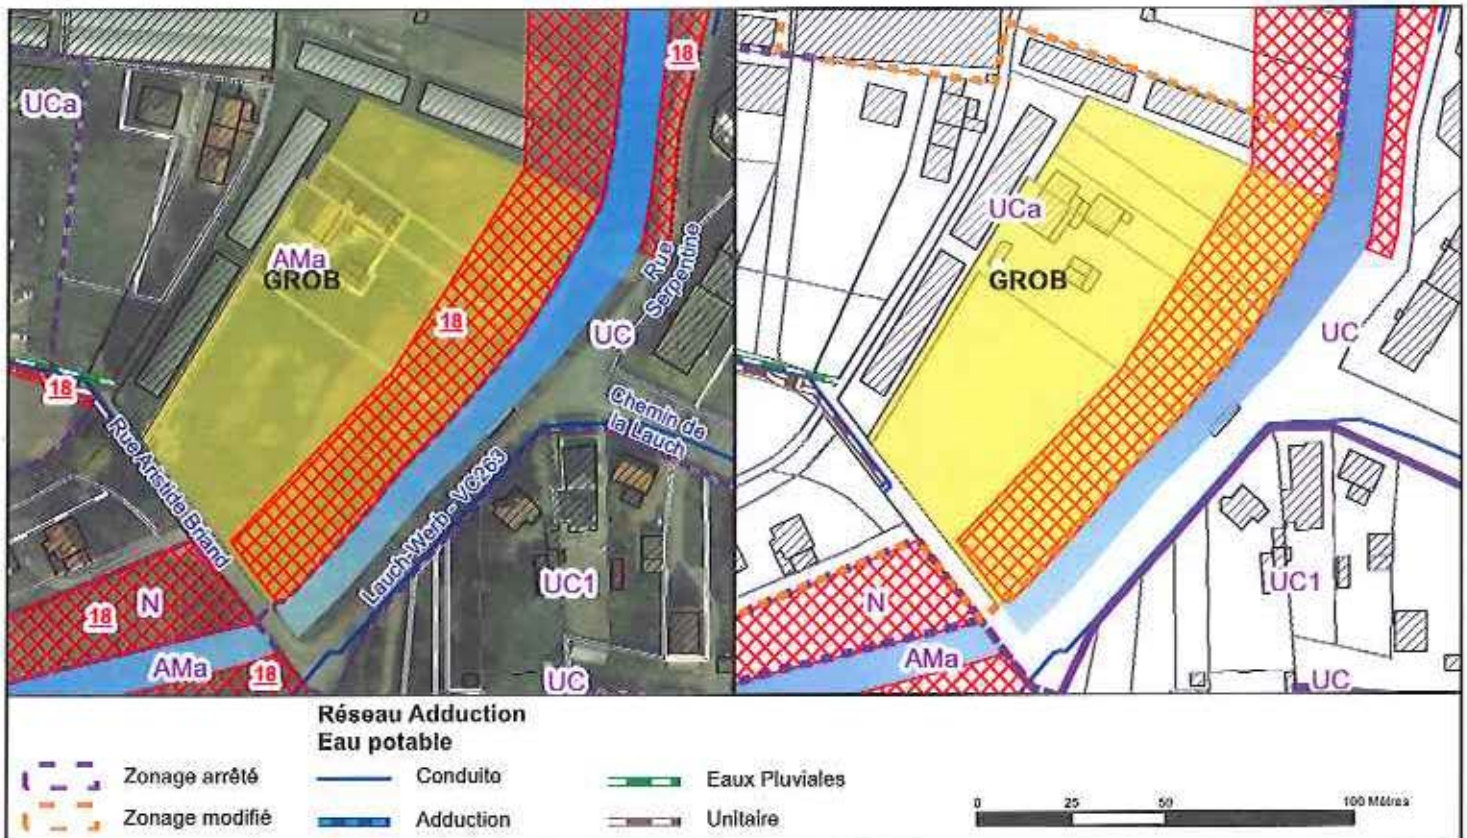 18
UCa
AMa
GROB
Rue
Serpentine
18
UC
18
Chemin de
la Lauch
Rue Aristide Briand
Lauch-Werb - VC263
UC1
N
18
AMa
18
UC
UCa
GROB
UC
N
UC1
AMa
UC
Réseau Adduction
Eau potable
Zonage arrêté
Conduite
Eaux Pluviales
Zonage modifié
Adduction
Unitaire
0 25 50 100 Mètres